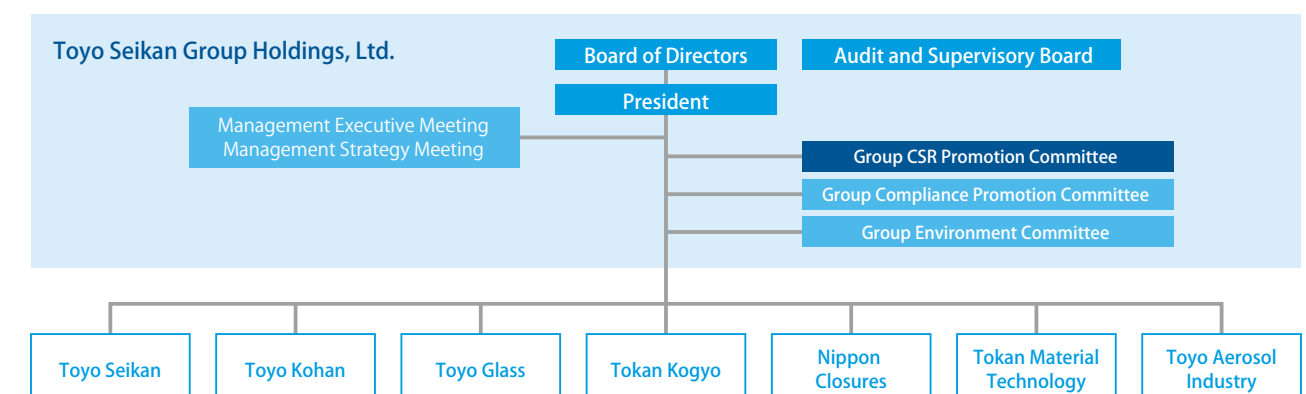 Toyo Seikan Group Holdings, Ltd.
Board of Directors
Audit and Supervisory Board
President
Management Executive Meeting
Management Strategy Meeting
Group CSR Promotion Committee
Group Compliance Promotion Committee
Group Environment Committee
Toyo Seikan
Toyo Kohan
Toyo Glass
Tokan Kogyo
Nippon
Closures
Tokan Material
Technology
Toyo Aerosol
Industry